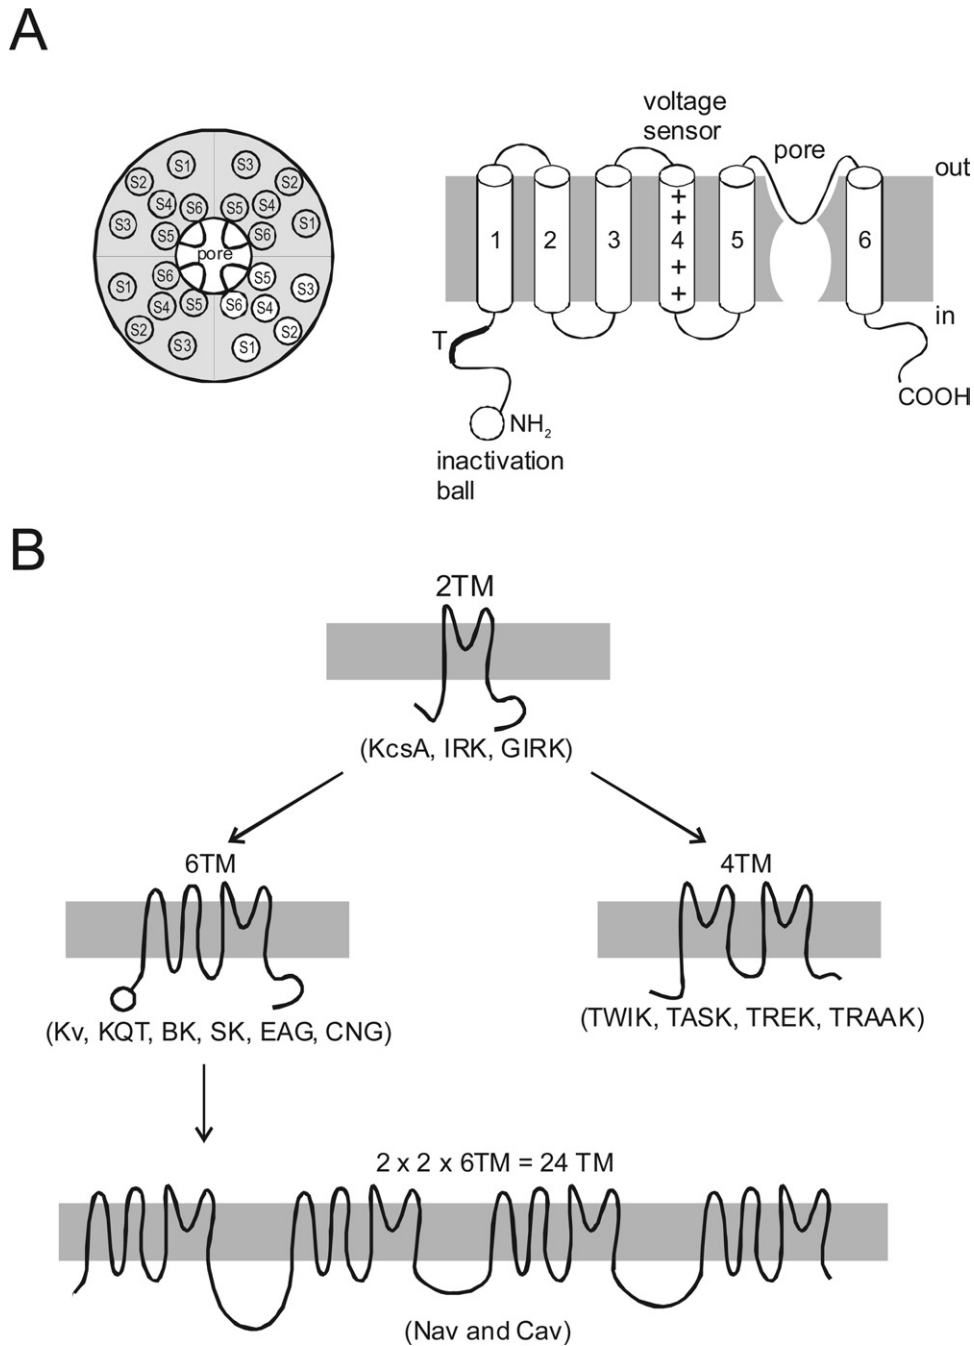 A
S1
S3
S2
S2
S4
S6
S5
S4
S3
S1
S5
S6
pore
S6
S5
S1
S3
S4
S5
S6
S4
S2
S2
S3
S1
voltage
sensor
pore
out
1
2
3
+
+
4
+
+
5
6
in
T
NH₂
COOH
inactivation
ball
B
2TM
(KcsA, IRK, GIRK)
6TM
4TM
(Kv, KQT, BK, SK, EAG, CNG)
(TWIK, TASK, TREK, TRAAK)
2 x 2 x 6TM = 24 TM
(Nav and Cav)